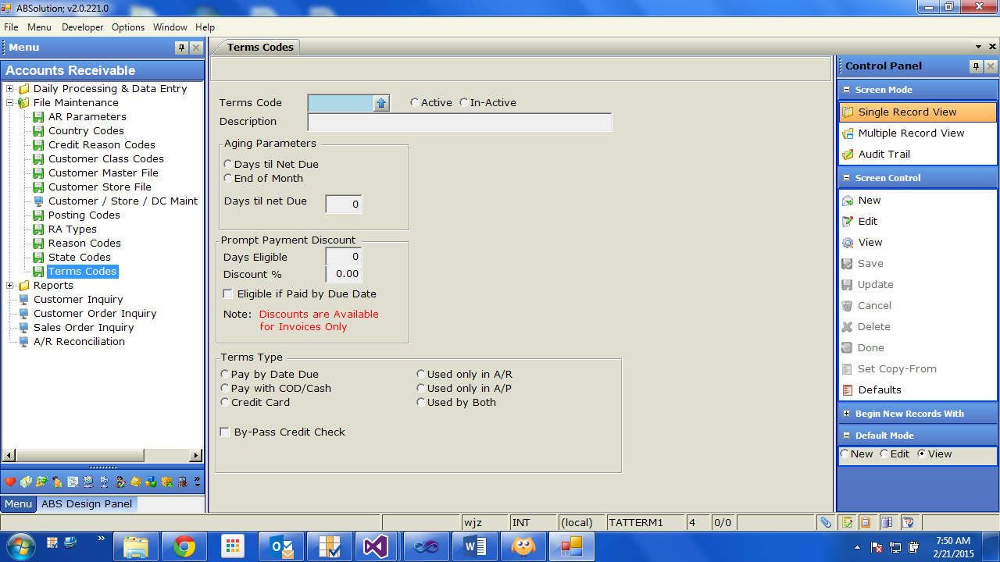 ABSolution; v2.0.221.0
File Menu Developer Options Window Help
Menu
Accounts Receivable
Daily Processing & Data Entry
File Maintenance
AR Parameters
Country Codes
Credit Reason Codes
Customer Class Codes
Customer Master File
Customer Store File
Customer / Store / DC Maint
Posting Codes
RA Types
Reason Codes
State Codes
Terms Codes
Reports
Customer Inquiry
Customer Order Inquiry
Sales Order Inquiry
A/R Reconciliation
Menu ABS Design Panel
Terms Codes
Terms Code Active In-Active
Description
Aging Parameters
Days til Net Due
End of Month
Days til net Due 0
Prompt Payment Discount
Days Eligible 0
Discount % 0.00
Eligible if Paid by Due Date
Note: Discounts are Available
for Invoices Only
Terms Type
Pay by Date Due Used only in A/R
Pay with COD/Cash Used only in A/P
Credit Card Used by Both
By-Pass Credit Check
Control Panel
Screen Mode
Single Record View
Multiple Record View
Audit Trail
Screen Control
New
Edit
View
Save
Update
Cancel
Delete
Done
Set Copy-From
Defaults
Begin New Records With
Default Mode
New Edit View
wjz INT (local) TATTERM1 4 0/0
7:50 AM
2/21/2015